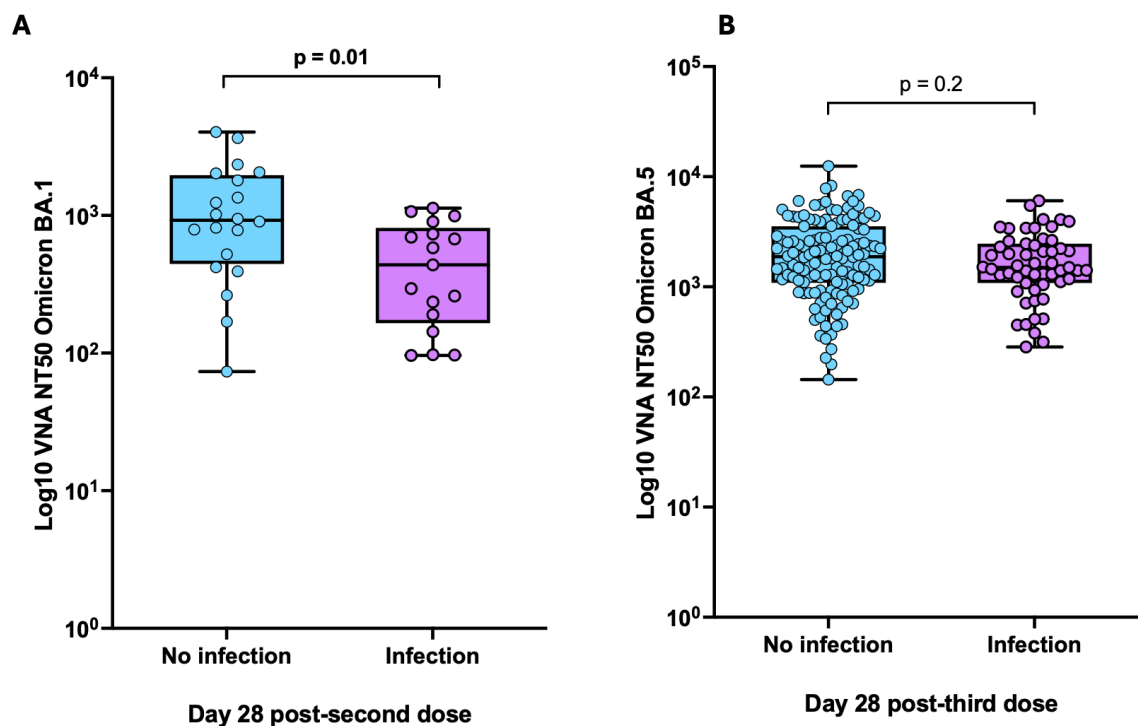 A
Log10 VNA NT50 Omicron BA.1
10⁴
10³
10²
10¹
10⁰
p = 0.01
No infection
Infection
Day 28 post-second dose
B
Log10 VNA NT50 Omicron BA.5
10⁵
10⁴
10³
10²
10¹
10⁰
p = 0.2
No infection
Infection
Day 28 post-third dose